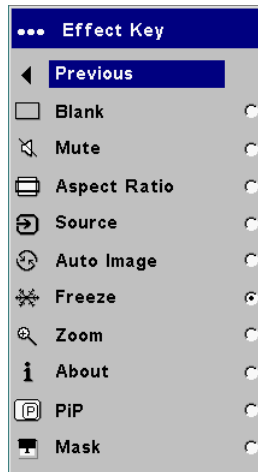 ••• Effect Key
Previous
Blank
Mute
Aspect Ratio
Source
Auto Image
Freeze
Zoom
i About
P PiP
Mask